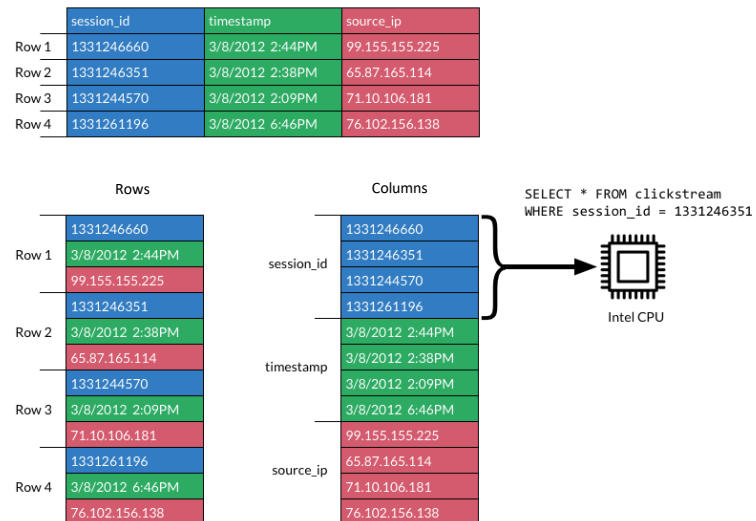 session_id timestamp source_ip
Row 1 1331246660 3/8/2012 2:44PM 99.155.155.225
Row 2 1331246351 3/8/2012 2:38PM 65.87.165.114
Row 3 1331244570 3/8/2012 2:09PM 71.10.106.181
Row 4 1331261196 3/8/2012 6:46PM 76.102.156.138
Rows
Row 1
1331246660
3/8/2012 2:44PM
99.155.155.225
Row 2
1331246351
3/8/2012 2:38PM
65.87.165.114
Row 3
1331244570
3/8/2012 2:09PM
71.10.106.181
Row 4
1331261196
3/8/2012 6:46PM
76.102.156.138
Columns
session_id
1331246660
1331246351
1331244570
1331261196
timestamp
3/8/2012 2:44PM
3/8/2012 2:38PM
3/8/2012 2:09PM
3/8/2012 6:46PM
source_ip
99.155.155.225
65.87.165.114
71.10.106.181
76.102.156.138
SELECT * FROM clickstream
WHERE session_id = 1331246351
Intel CPU